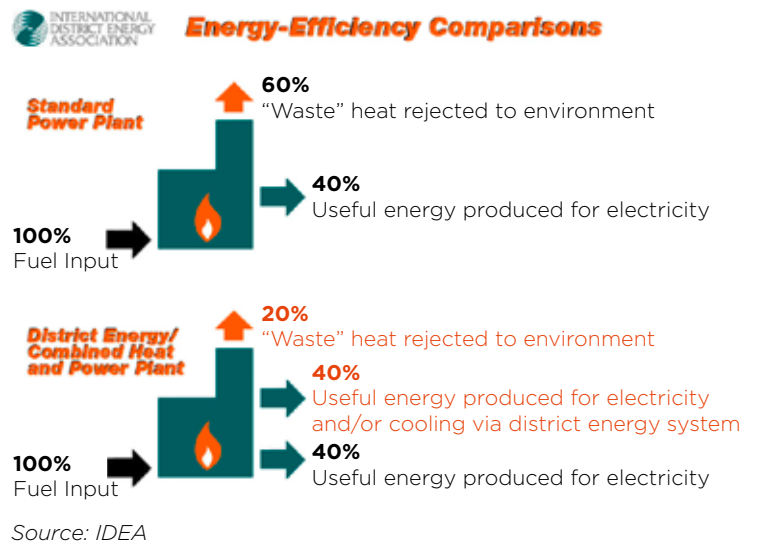 INTERNATIONAL
DISTRICT ENERGY
ASSOCIATION
Energy-Efficiency Comparisons
Standard
Power Plant
60%
“Waste” heat rejected to environment
40%
Useful energy produced for electricity
100%
Fuel Input
District Energy/
Combined Heat
and Power Plant
20%
“Waste” heat rejected to environment
40%
Useful energy produced for electricity
and/or cooling via district energy system
40%
Useful energy produced for electricity
100%
Fuel Input
Source: IDEA